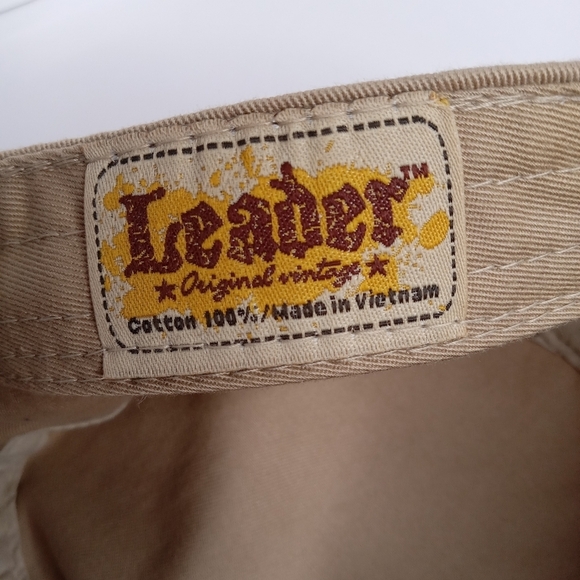 Leader™
★ Original vintage ★
Cotton 100%/Made in Vietnam